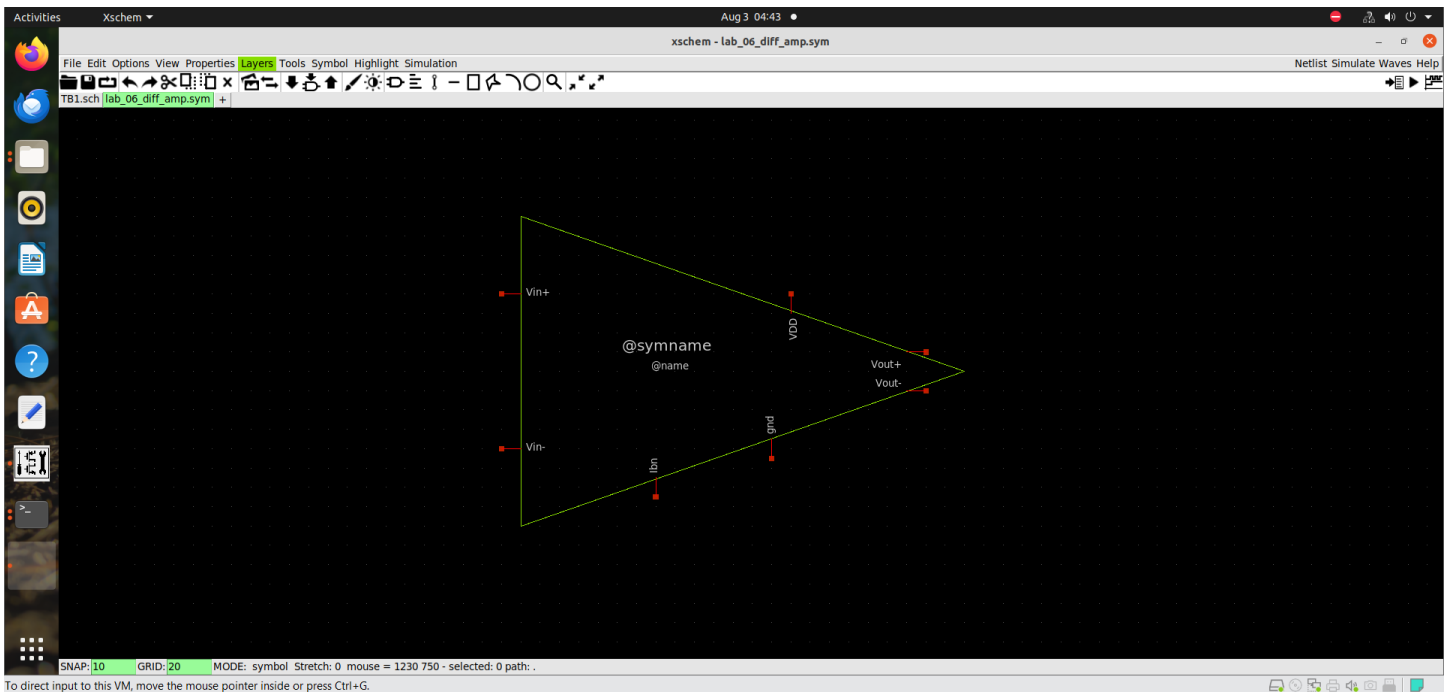 Activities Xschem Aug 3 04:43
xschem - lab_06_diff_amp.sym
File Edit Options View Properties Layers Tools Symbol Highlight Simulation Netlist Simulate Waves Help
TB1.sch lab_06_diff_amp.sym +
Vin+
VDD
@symname
@name
Vout+
Vout-
gnd
Vin-
Ibn
SNAP: 10 GRID: 20 MODE: symbol Stretch: 0 mouse = 1230 750 - selected: 0 path: .
To direct input to this VM, move the mouse pointer inside or press Ctrl+G.